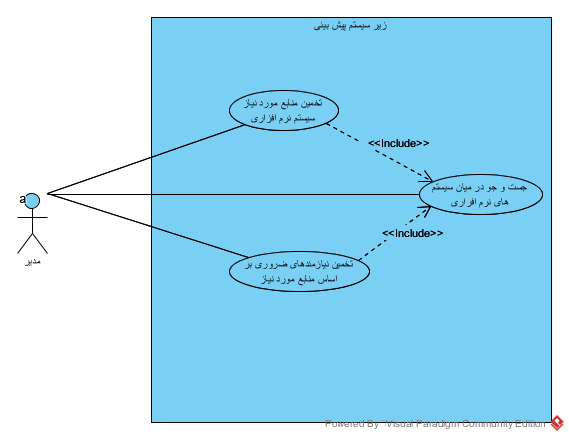 زیر سیستم پیش بینی
تخمین منابع مورد نیاز
سیستم نرم افزاری
<<Include>>
جست و جو در میان سیستم
های نرم افراری
a
مدیر
<<Include>>
تخمین نیازمندهای ضروری بر
اساس منابع مورد نیاز
Powered By Visual Paradigm Community Edition